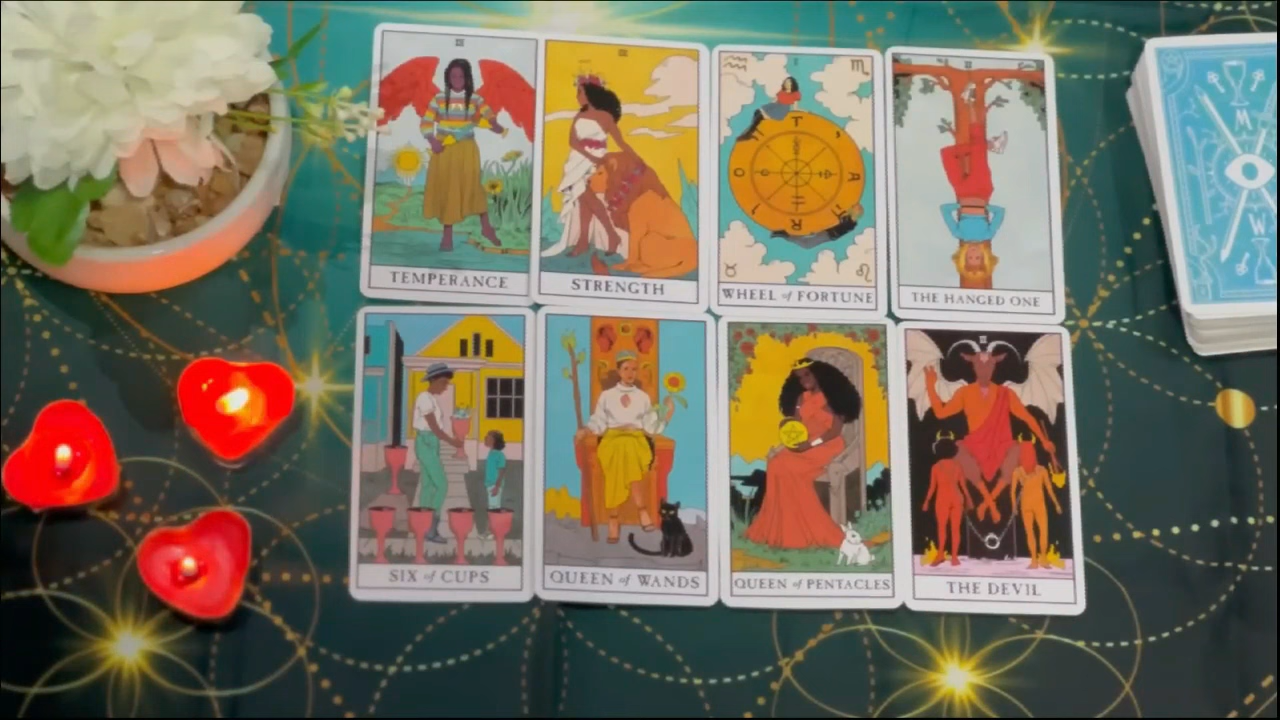 TEMPERANCE
STRENGTH
WHEEL of FORTUNE
THE HANGED ONE
SIX of CUPS
QUEEN of WANDS
QUEEN of PENTACLES
THE DEVIL
M
W